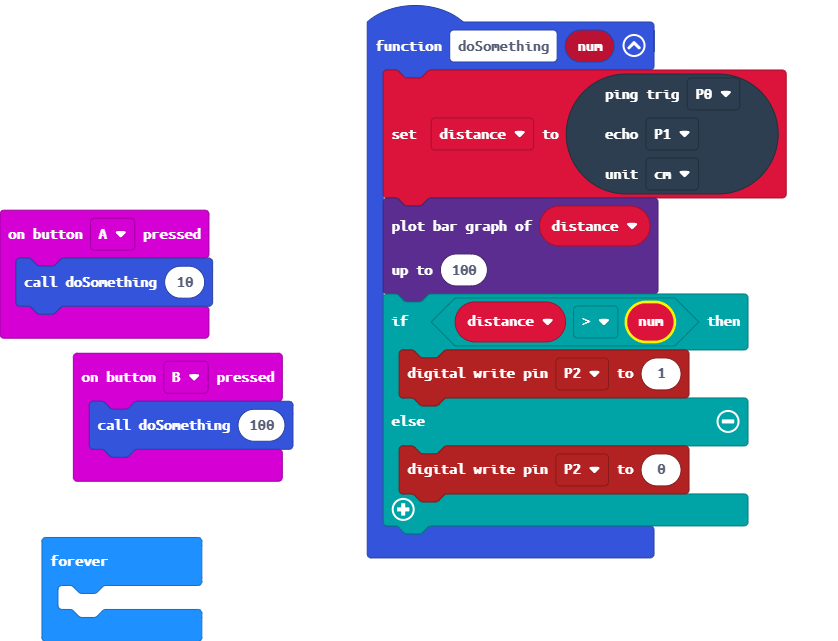 function doSomething num
set distance to
ping trig P0
echo P1
unit cm
plot bar graph of distance
up to 100
if distance > num then
digital write pin P2 to 1
else
digital write pin P2 to 0
on button A pressed
call doSomething 10
on button B pressed
call doSomething 100
forever